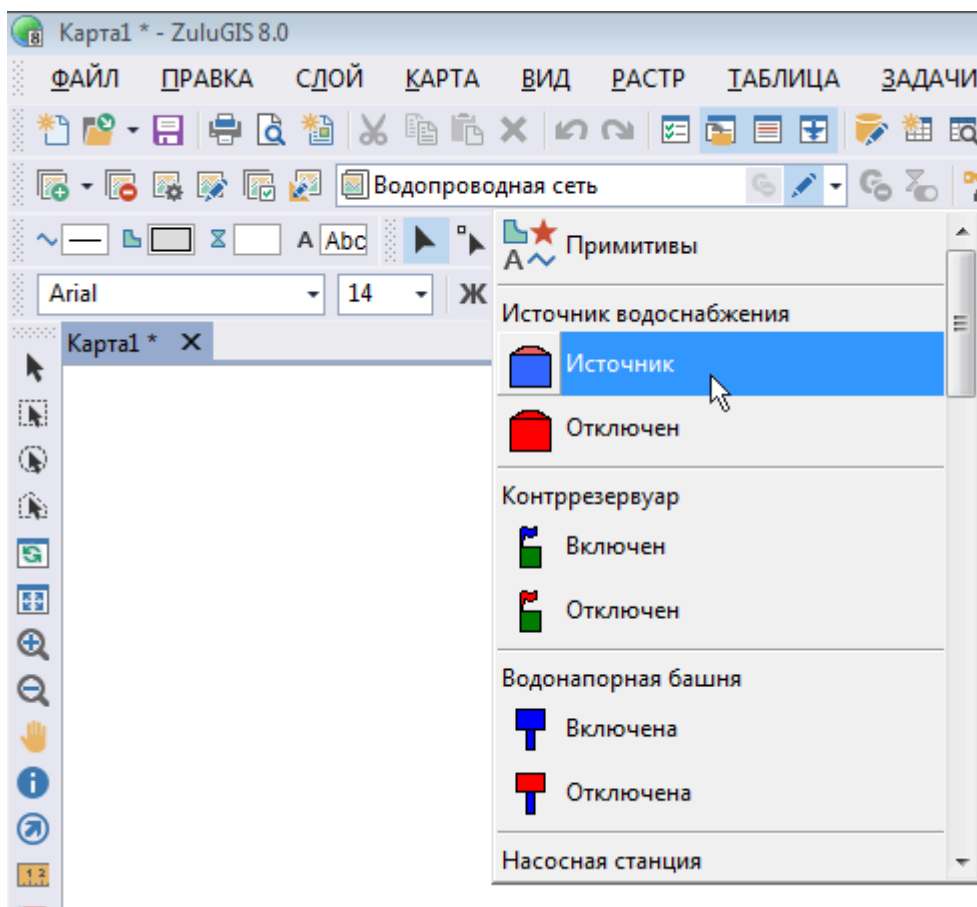 Карта1 * - ZuluGIS 8.0
ФАЙЛ ПРАВКА СЛОЙ КАРТА ВИД РАСТР ТАБЛИЦА ЗАДАЧИ
Водопроводная сеть
A Abc
Примитивы
Arial 14 Ж
Источник водоснабжения
Карта1 * X
Источник
Отключен
Контррезервуар
Включен
Отключен
Водонапорная башня
Включена
Отключена
Насосная станция